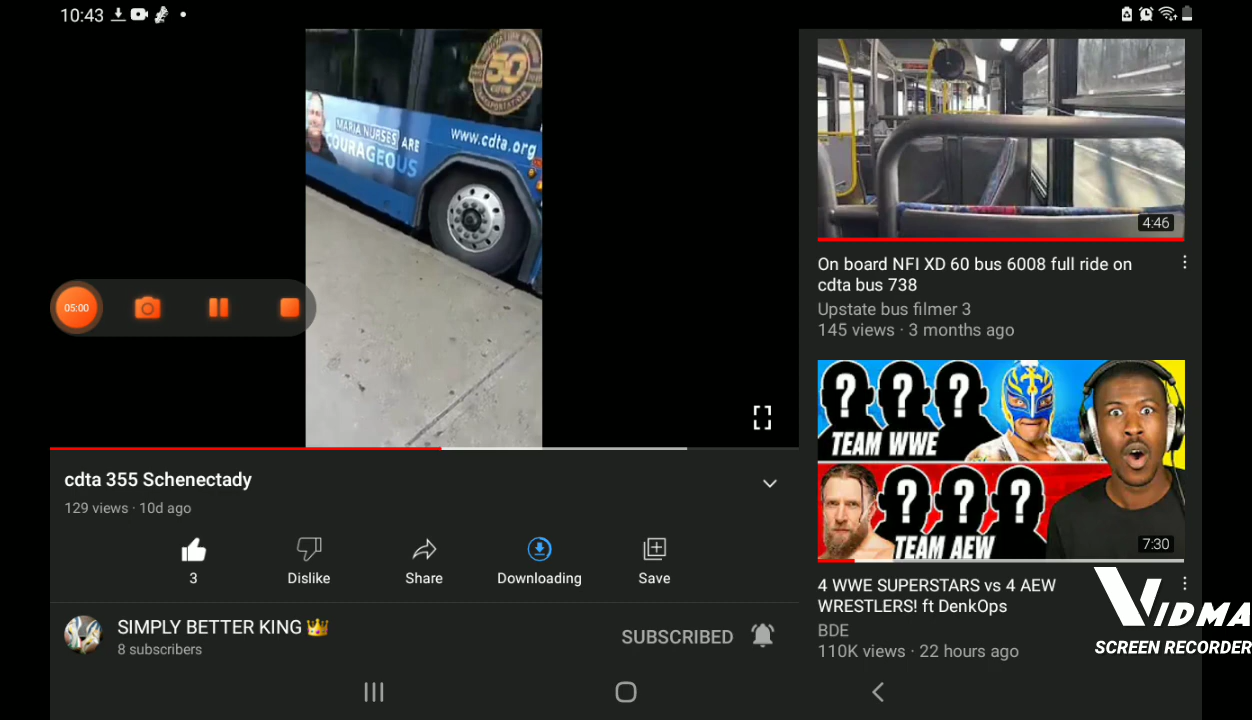 10:43
50
MARIA NURSES ARE
COURAGEOUS
www.cdta.org
05:00
cdta 355 Schenectady
129 views · 10d ago
3
Dislike
Share
Downloading
Save
SIMPLY BETTER KING 👑
8 subscribers
SUBSCRIBED
4:46
On board NFI XD 60 bus 6008 full ride on
cdta bus 738
Upstate bus filmer 3
145 views · 3 months ago
? ? ?
TEAM WWE
? ? ?
TEAM AEW
7:30
4 WWE SUPERSTARS vs 4 AEW
WRESTLERS! ft DenkOps
BDE
110K views · 22 hours ago
VIDMA
SCREEN RECORDER